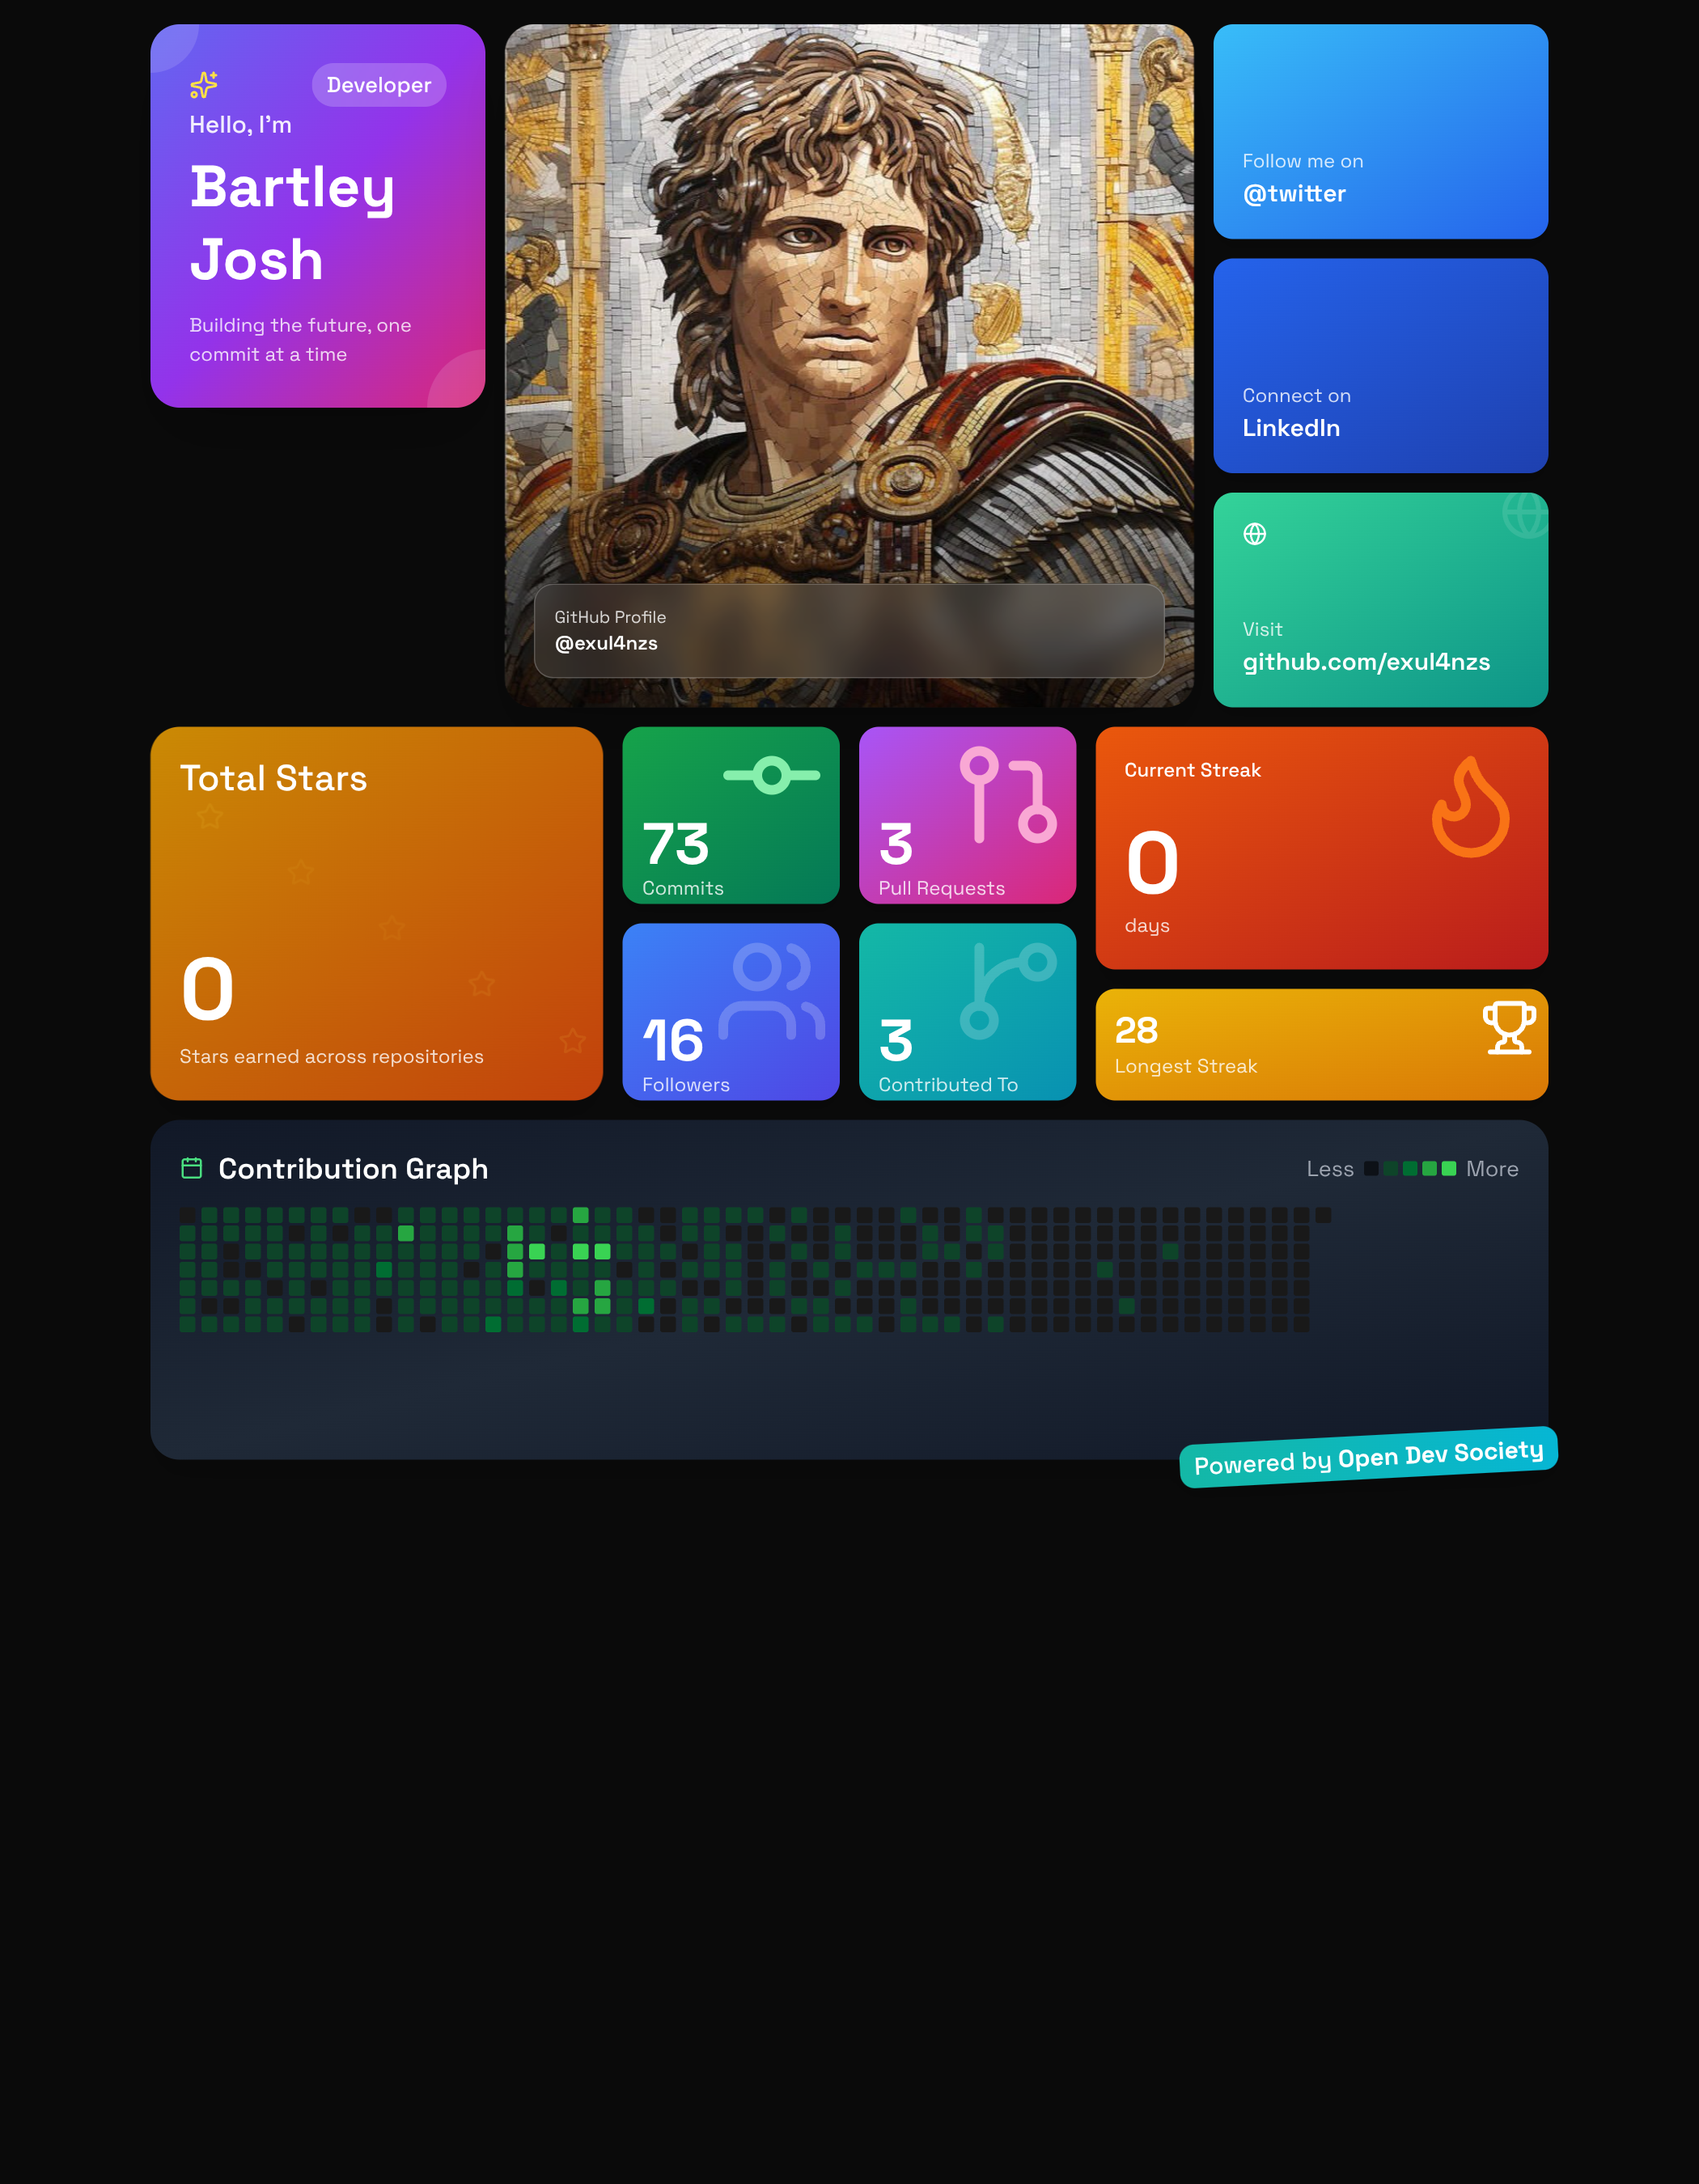 Developer
Hello, I'm
Bartley
Josh
Building the future, one
commit at a time
GitHub Profile
@exul4nzs
Follow me on
@twitter
Connect on
LinkedIn
Visit
github.com/exul4nzs
Total Stars
0
Stars earned across repositories
73
Commits
3
Pull Requests
16
Followers
3
Contributed To
Current Streak
0
days
28
Longest Streak
Contribution Graph
Less
More
Powered by Open Dev Society